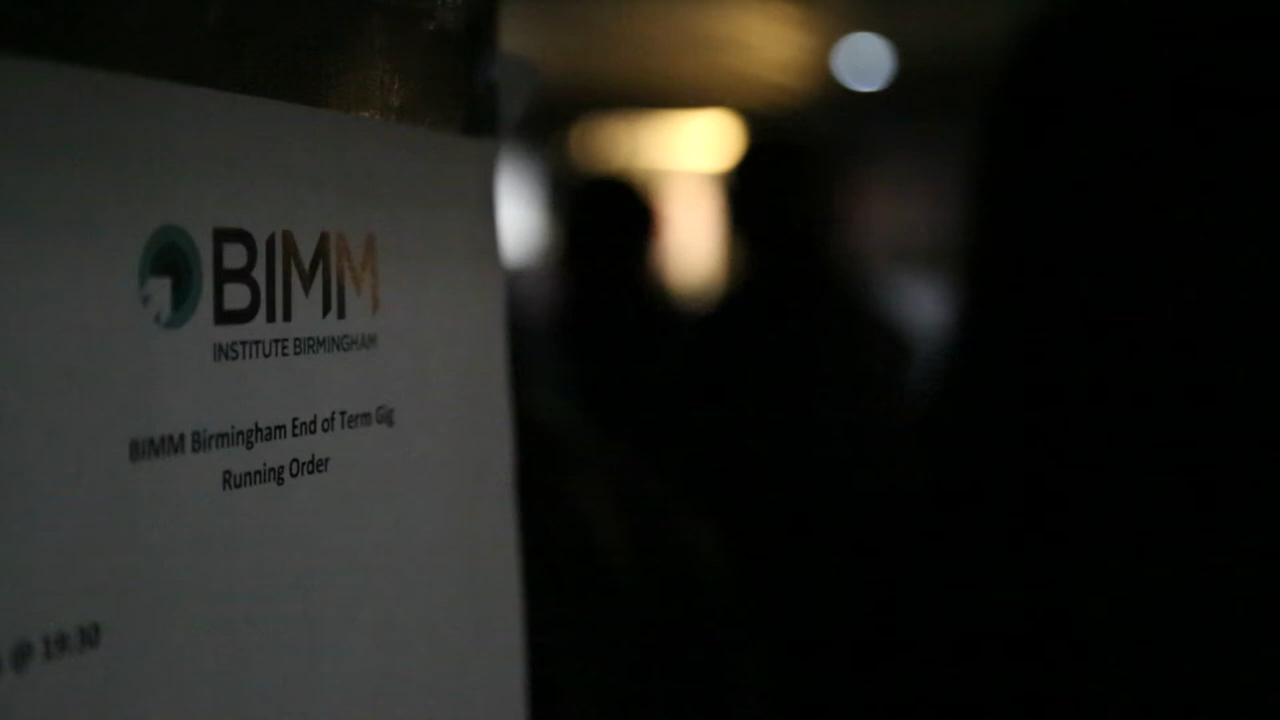 BIMM
INSTITUTE BIRMINGHAM
BIMM Birmingham End of Term Gig
Running Order
@ 19:30